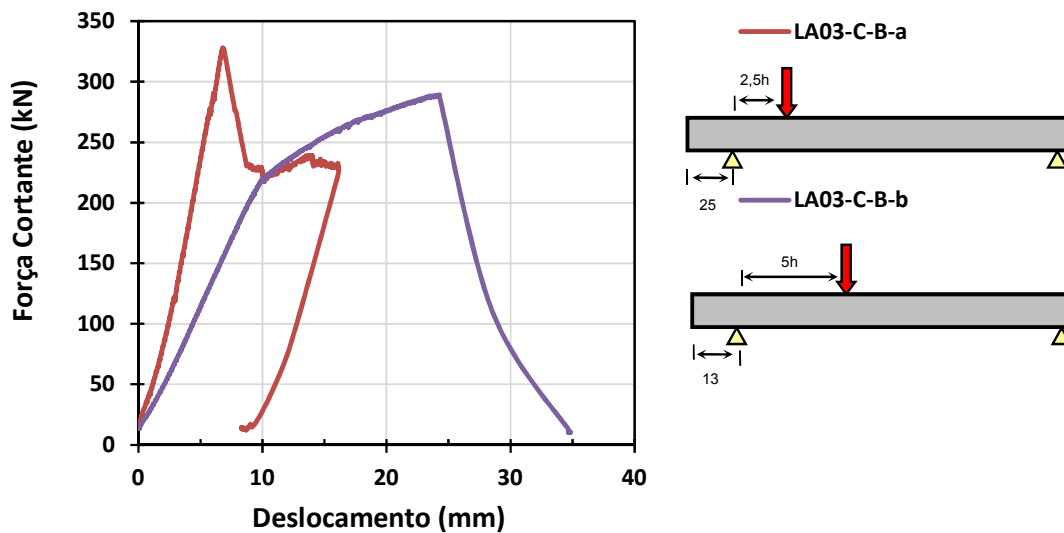 Força Cortante (kN)
350
300
250
200
150
100
50
0
0 10 20 30 40
Deslocamento (mm)
LA03-C-B-a
2,5h
25
LA03-C-B-b
5h
13